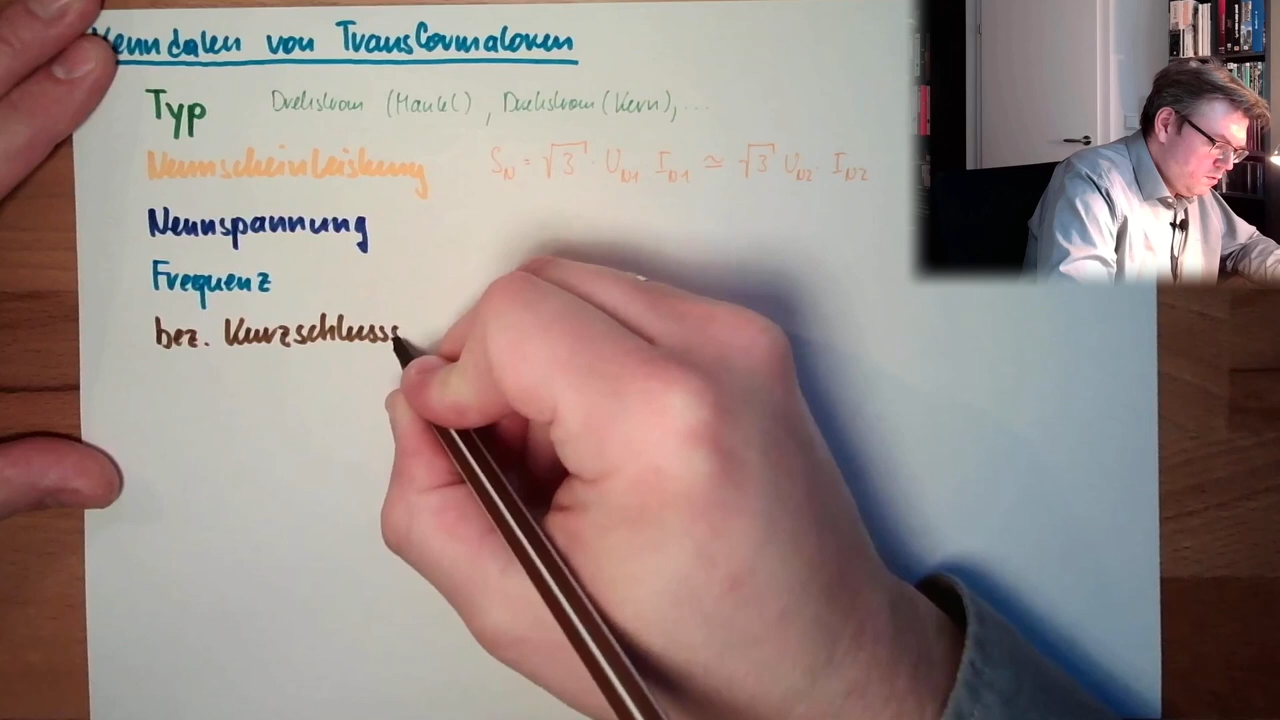 Kenndaten von Transformatoren
Typ Drehstrom (Mantel), Drehstrom (Kern), ...
Nennscheinleistung S_N = √3 · U_N1 I_N1 ≃ √3 U_N2 · I_N2
Nennspannung
Frequenz
bez. Kurzschluss